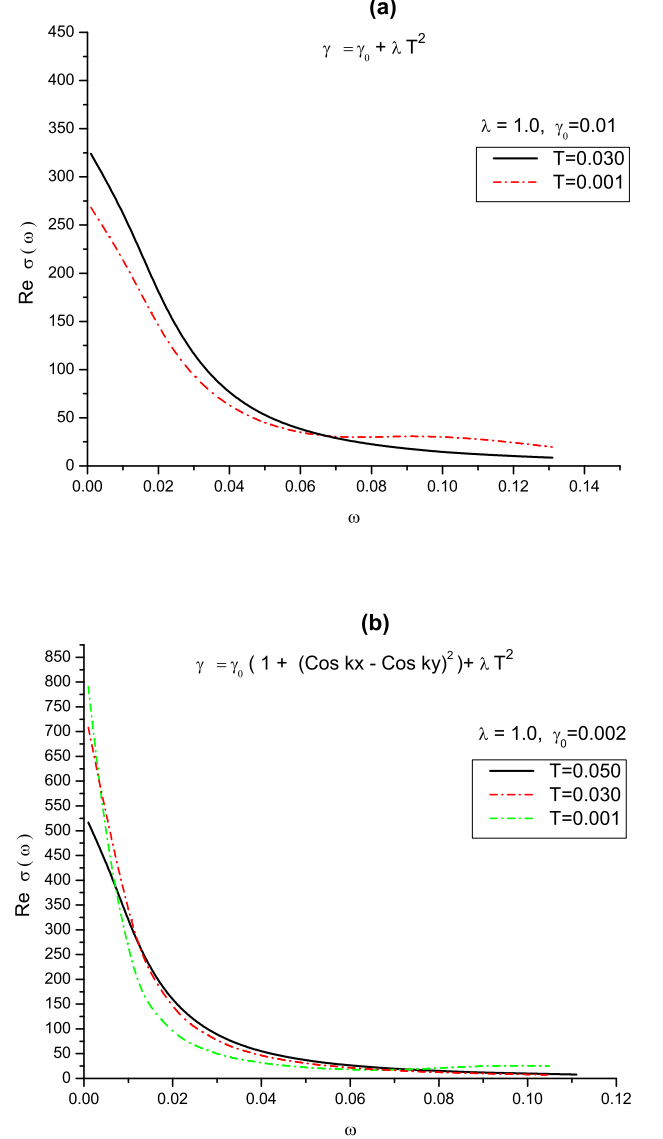 (a)
γ = γ₀ + λ T²
λ = 1.0, γ₀=0.01
T=0.030
T=0.001
450
400
350
300
250
200
150
100
50
0
Re σ(ω)
0.00 0.02 0.04 0.06 0.08 0.10 0.12 0.14
ω
(b)
γ = γ₀ ( 1 + (Cos kx - Cos ky)² )+ λ T²
λ = 1.0, γ₀=0.002
T=0.050
T=0.030
T=0.001
850
800
750
700
650
600
550
500
450
400
350
300
250
200
150
100
50
0
Re σ(ω)
0.00 0.02 0.04 0.06 0.08 0.10 0.12
ω